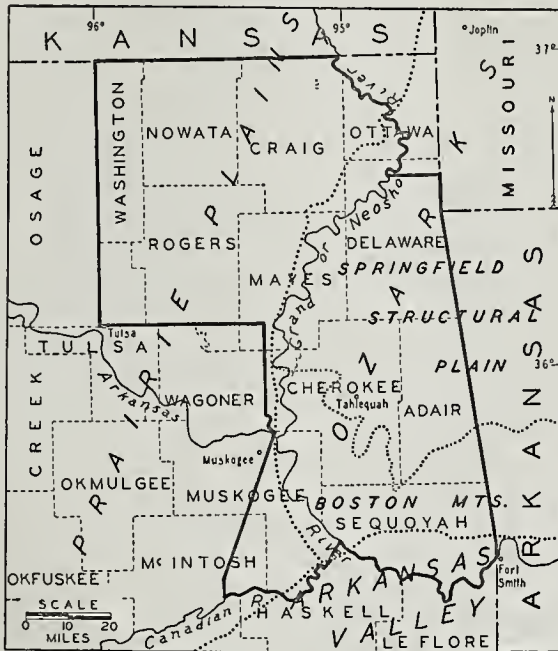 96° 95°
KANSAS
Joplin
37°
MISSOURI
N
River
OTTAWA
WASHINGTON
NOWATA
CRAIG
OSAGE
PRAIRIE PLAINS
OZARKS
ROGERS
MAYES
Grand or Neosho
DELAWARE
SPRINGFIELD
STRUCTURAL
PLAIN
Tulsa
TULSA
36°
Arkansas
WAGONER
CHEROKEE
Tahlequah
ADAIR
CREEK
ARKANSAS
Muskogee
OKMULGEE
MUSKOGEE
BOSTON MTS.
SEQUOYAH
River
McINTOSH
ARKANSAS
Fort
Smith
OKFUSKEE
SCALE
0 10 20
MILES
Canadian R.
HASKELL
VALLEY
LE FLORE